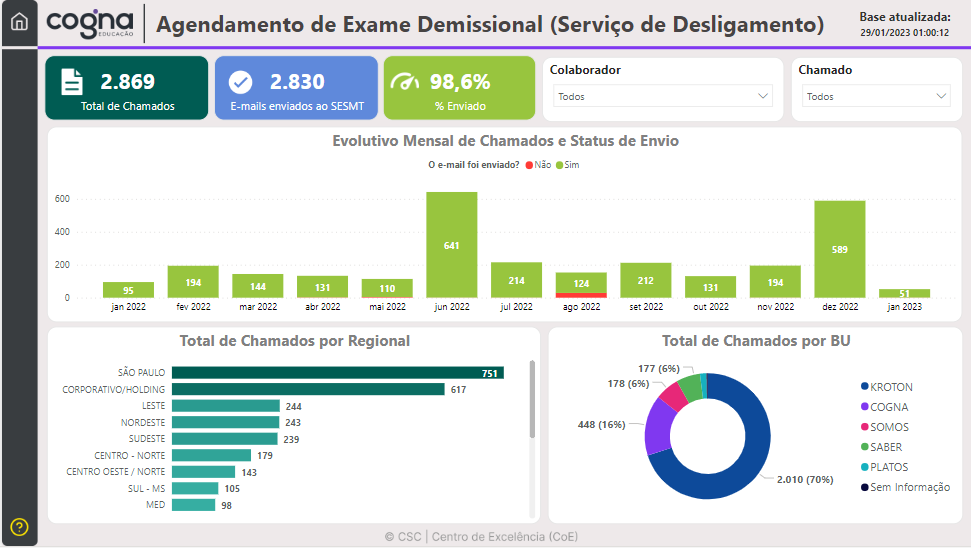 cogna
EDUCAÇÃO
Agendamento de Exame Demissional (Serviço de Desligamento)
Base atualizada:
29/01/2023 01:00:12
2.869
Total de Chamados
2.830
E-mails enviados ao SESMT
98,6%
% Enviado
Colaborador
Todos
Chamado
Todos
Evolutivo Mensal de Chamados e Status de Envio
O e-mail foi enviado? Não Sim
600
400
200
0
95
194
144
131
110
641
214
124
212
131
194
589
51
jan 2022
fev 2022
mar 2022
abr 2022
mai 2022
jun 2022
jul 2022
ago 2022
set 2022
out 2022
nov 2022
dez 2022
jan 2023
Total de Chamados por Regional
SÃO PAULO 751
CORPORATIVO/HOLDING 617
LESTE 244
NORDESTE 243
SUDESTE 239
CENTRO - NORTE 179
CENTRO OESTE / NORTE 143
SUL - MS 105
MED 98
Total de Chamados por BU
177 (6%)
178 (6%)
448 (16%)
2.010 (70%)
KROTON
COGNA
SOMOS
SABER
PLATOS
Sem Informação
?
© CSC | Centro de Excelência (CoE)